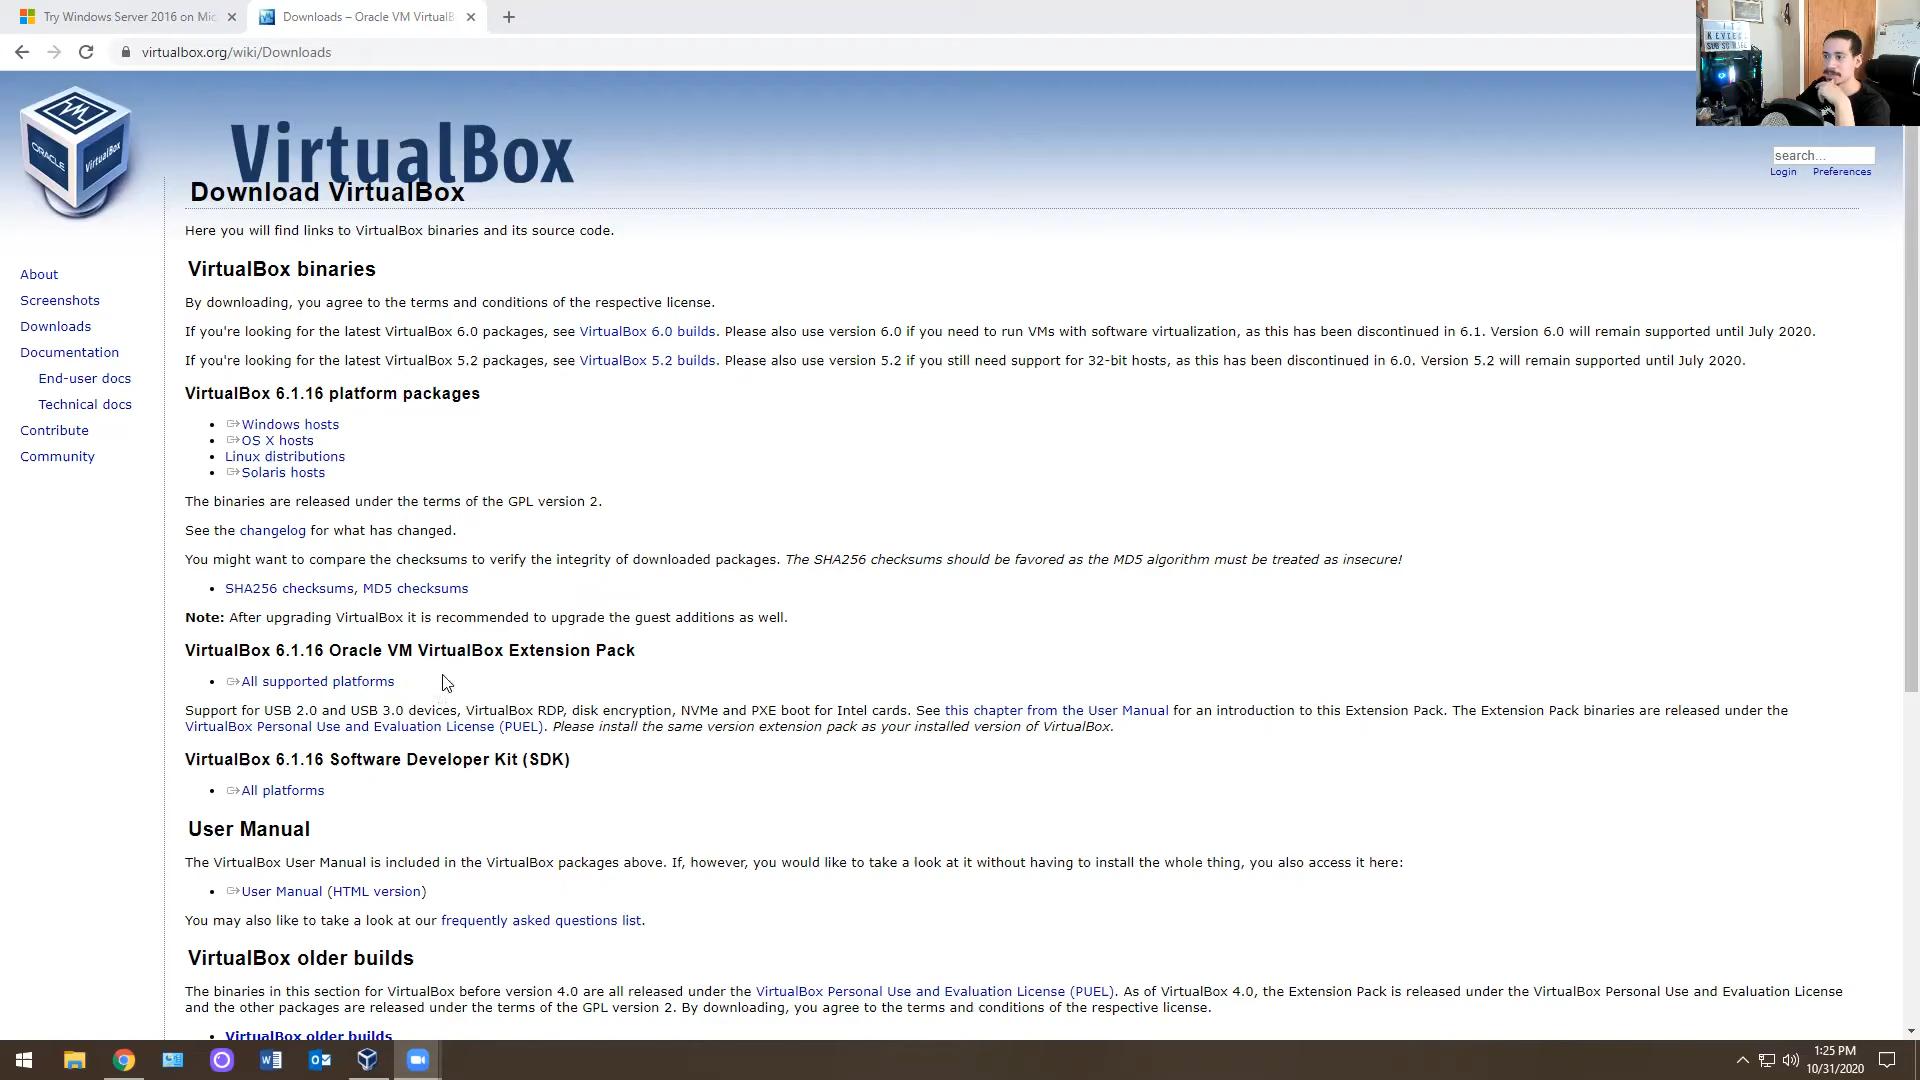 Try Windows Server 2016 on Mic
Downloads – Oracle VM VirtualB
virtualbox.org/wiki/Downloads
ORACLE
VirtualBox
VirtualBox
search...
Login Preferences
Download VirtualBox
Here you will find links to VirtualBox binaries and its source code.
About
Screenshots
Downloads
Documentation
End-user docs
Technical docs
Contribute
Community
VirtualBox binaries
By downloading, you agree to the terms and conditions of the respective license.
If you're looking for the latest VirtualBox 6.0 packages, see VirtualBox 6.0 builds. Please also use version 6.0 if you need to run VMs with software virtualization, as this has been discontinued in 6.1. Version 6.0 will remain supported until July 2020.
If you're looking for the latest VirtualBox 5.2 packages, see VirtualBox 5.2 builds. Please also use version 5.2 if you still need support for 32-bit hosts, as this has been discontinued in 6.0. Version 5.2 will remain supported until July 2020.
VirtualBox 6.1.16 platform packages
Windows hosts
OS X hosts
Linux distributions
Solaris hosts
The binaries are released under the terms of the GPL version 2.
See the changelog for what has changed.
You might want to compare the checksums to verify the integrity of downloaded packages. The SHA256 checksums should be favored as the MD5 algorithm must be treated as insecure!
SHA256 checksums, MD5 checksums
Note: After upgrading VirtualBox it is recommended to upgrade the guest additions as well.
VirtualBox 6.1.16 Oracle VM VirtualBox Extension Pack
All supported platforms
Support for USB 2.0 and USB 3.0 devices, VirtualBox RDP, disk encryption, NVMe and PXE boot for Intel cards. See this chapter from the User Manual for an introduction to this Extension Pack. The Extension Pack binaries are released under the
VirtualBox Personal Use and Evaluation License (PUEL). Please install the same version extension pack as your installed version of VirtualBox.
VirtualBox 6.1.16 Software Developer Kit (SDK)
All platforms
User Manual
The VirtualBox User Manual is included in the VirtualBox packages above. If, however, you would like to take a look at it without having to install the whole thing, you also access it here:
User Manual (HTML version)
You may also like to take a look at our frequently asked questions list.
VirtualBox older builds
The binaries in this section for VirtualBox before version 4.0 are all released under the VirtualBox Personal Use and Evaluation License (PUEL). As of VirtualBox 4.0, the Extension Pack is released under the VirtualBox Personal Use and Evaluation License
and the other packages are released under the terms of the GPL version 2. By downloading, you agree to the terms and conditions of the respective license.
VirtualBox older builds
1:25 PM
10/31/2020